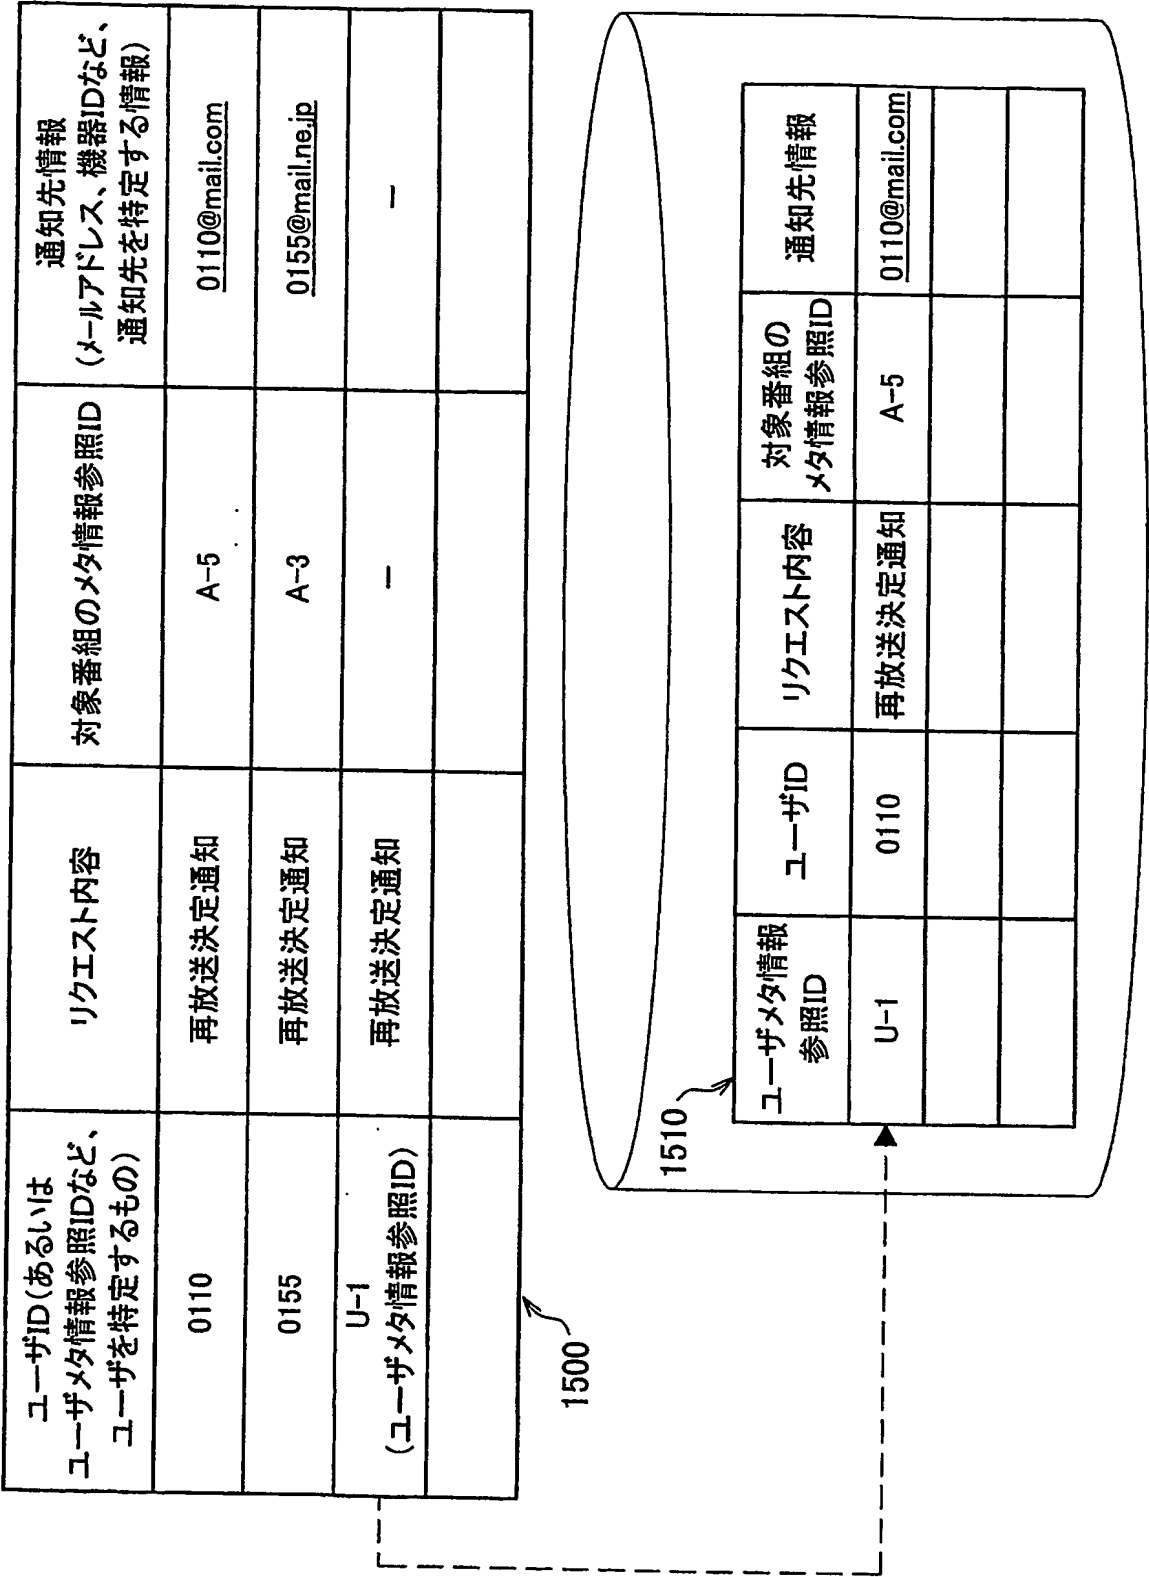 ユーザID(あるいは
ユーザメタ情報参照IDなど、
ユーザを特定するもの)
リクエスト内容
対象番組のメタ情報参照ID
通知先情報
(メールアドレス、機器IDなど、
通知先を特定する情報)
0110
再放送決定通知
A-5
0110@mail.com
0155
再放送決定通知
A-3
0155@mail.ne.jp
U-1
(ユーザメタ情報参照ID)
再放送決定通知
-
-
1500
1510
ユーザメタ情報
参照ID
ユーザID
リクエスト内容
対象番組の
メタ情報参照ID
通知先情報
U-1
0110
再放送決定通知
A-5
0110@mail.com